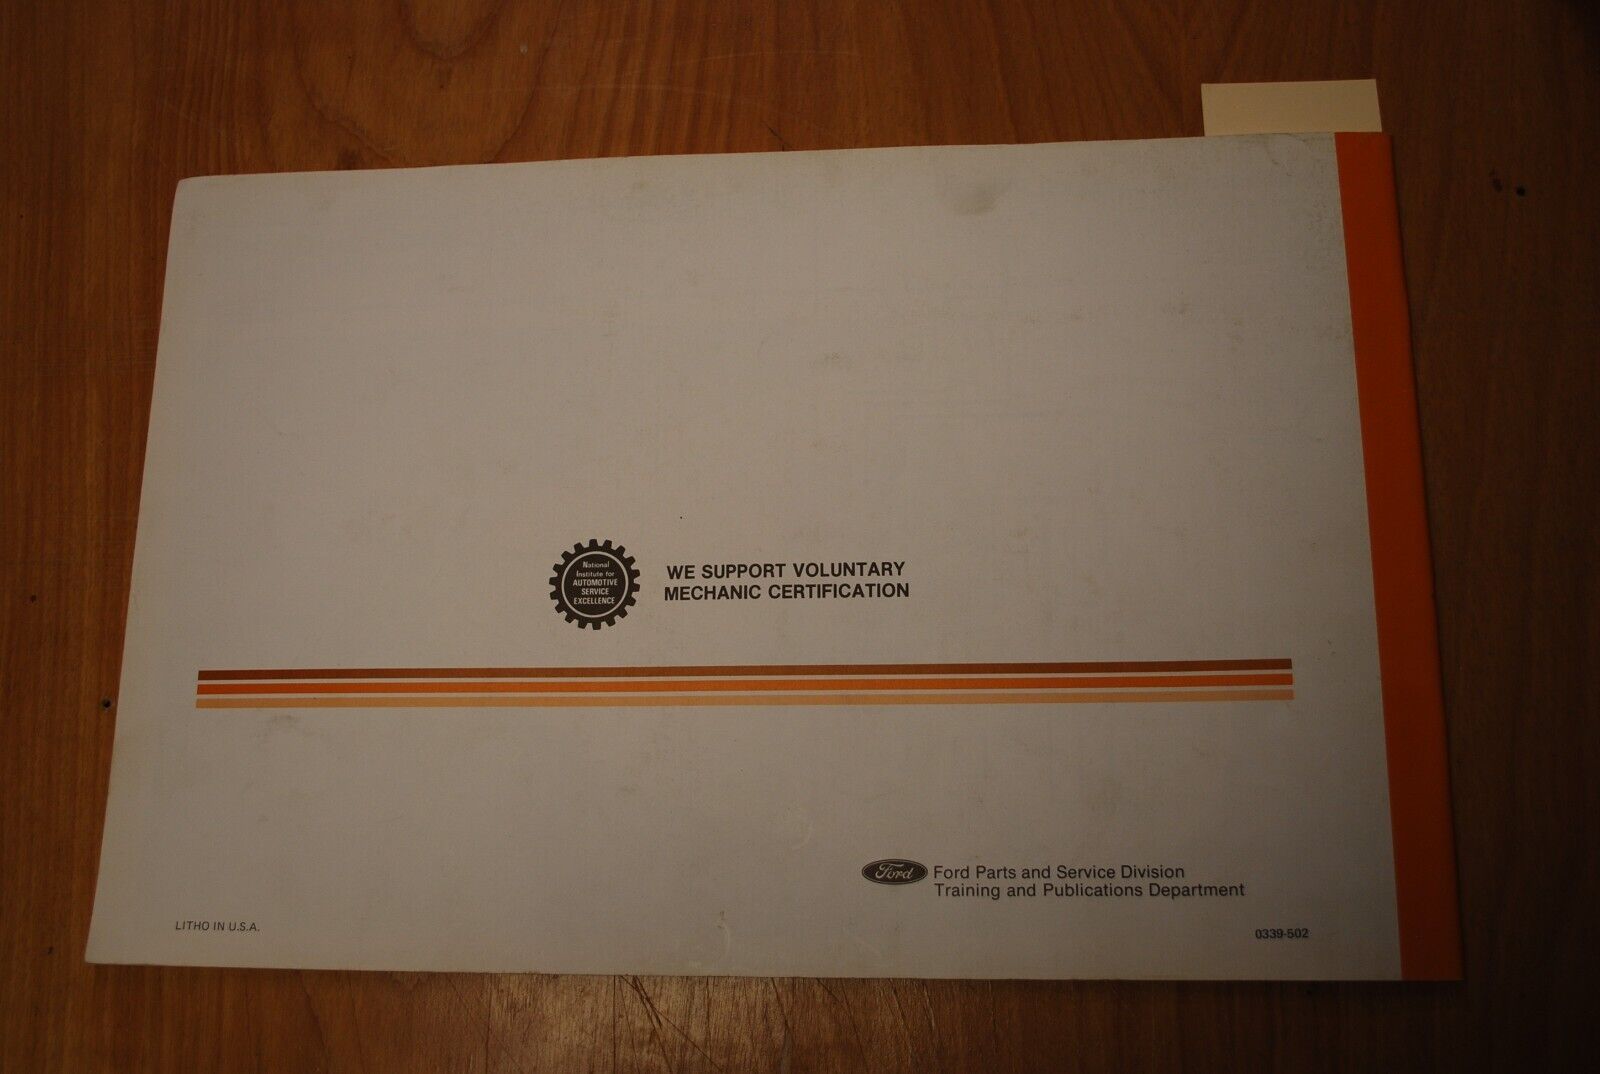 National
Institute for
AUTOMOTIVE
SERVICE
EXCELLENCE
WE SUPPORT VOLUNTARY
MECHANIC CERTIFICATION
Ford
Ford Parts and Service Division
Training and Publications Department
LITHO IN U.S.A.
0339-502